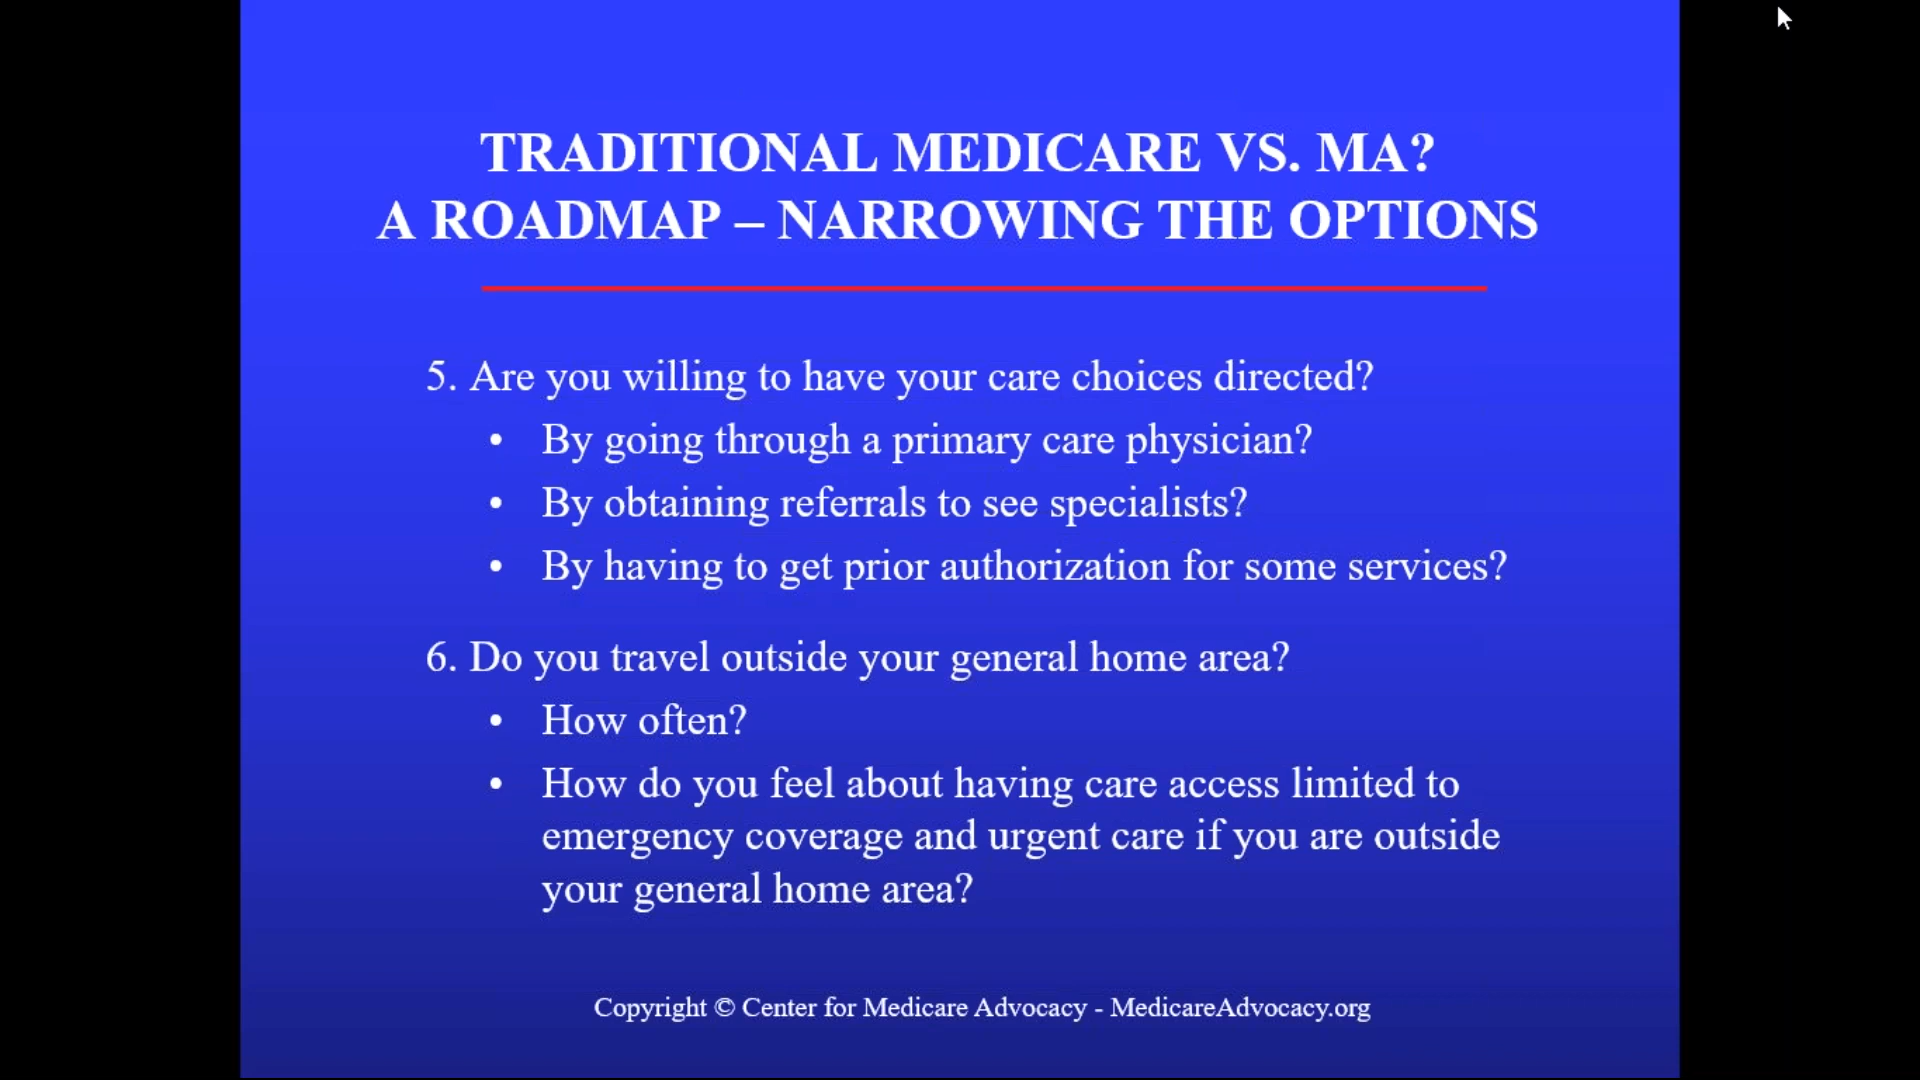 TRADITIONAL MEDICARE VS. MA?
A ROADMAP – NARROWING THE OPTIONS
5. Are you willing to have your care choices directed?
• By going through a primary care physician?
• By obtaining referrals to see specialists?
• By having to get prior authorization for some services?
6. Do you travel outside your general home area?
• How often?
• How do you feel about having care access limited to
emergency coverage and urgent care if you are outside
your general home area?
Copyright © Center for Medicare Advocacy - MedicareAdvocacy.org